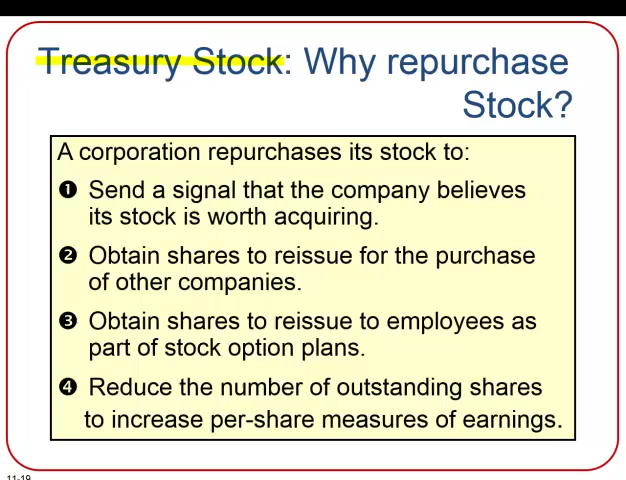 Treasury Stock: Why repurchase
Stock?
A corporation repurchases its stock to:
❶ Send a signal that the company believes
its stock is worth acquiring.
❷ Obtain shares to reissue for the purchase
of other companies.
❸ Obtain shares to reissue to employees as
part of stock option plans.
❹ Reduce the number of outstanding shares
to increase per-share measures of earnings.
11-19